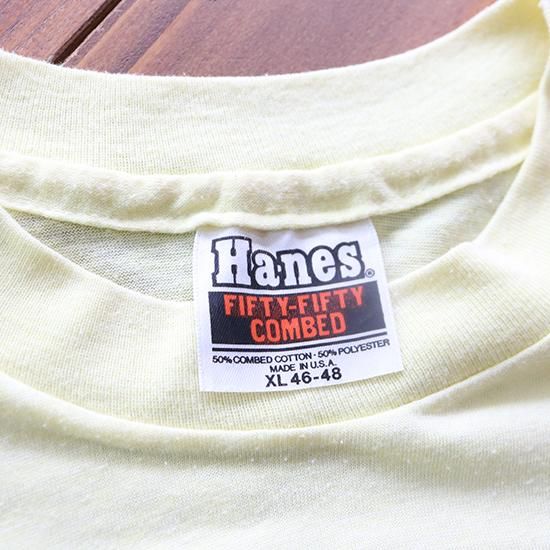 Hanes®
FIFTY-FIFTY
COMBED
50% COMBED COTTON · 50% POLYESTER
MADE IN U.S.A.
XL 46-48